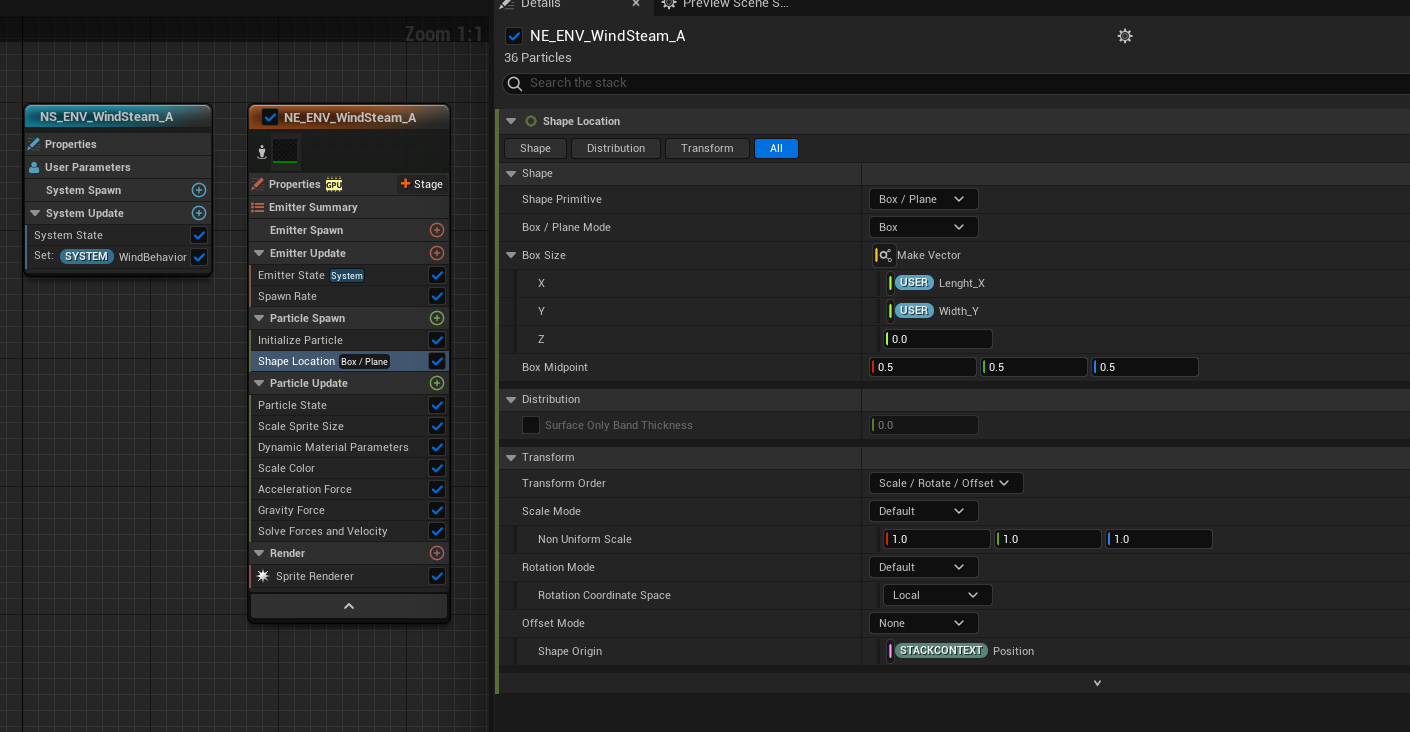 Details
Preview Scene S...
Zoom 1:1
NE_ENV_WindSteam_A
36 Particles
Search the stack
NS_ENV_WindSteam_A
Properties
User Parameters
System Spawn
System Update
System State
Set: SYSTEM WindBehavior
NE_ENV_WindSteam_A
Properties GPU + Stage
Emitter Summary
Emitter Spawn
Emitter Update
Emitter State System
Spawn Rate
Particle Spawn
Initialize Particle
Shape Location Box / Plane
Particle Update
Particle State
Scale Sprite Size
Dynamic Material Parameters
Scale Color
Acceleration Force
Gravity Force
Solve Forces and Velocity
Render
Sprite Renderer
Shape Location
Shape Distribution Transform All
Shape
Shape Primitive Box / Plane
Box / Plane Mode Box
Box Size Make Vector
X USER Lenght_X
Y USER Width_Y
Z 0.0
Box Midpoint 0.5 0.5 0.5
Distribution
Surface Only Band Thickness 0.0
Transform
Transform Order Scale / Rotate / Offset
Scale Mode Default
Non Uniform Scale 1.0 1.0 1.0
Rotation Mode Default
Rotation Coordinate Space Local
Offset Mode None
Shape Origin STACKCONTEXT Position